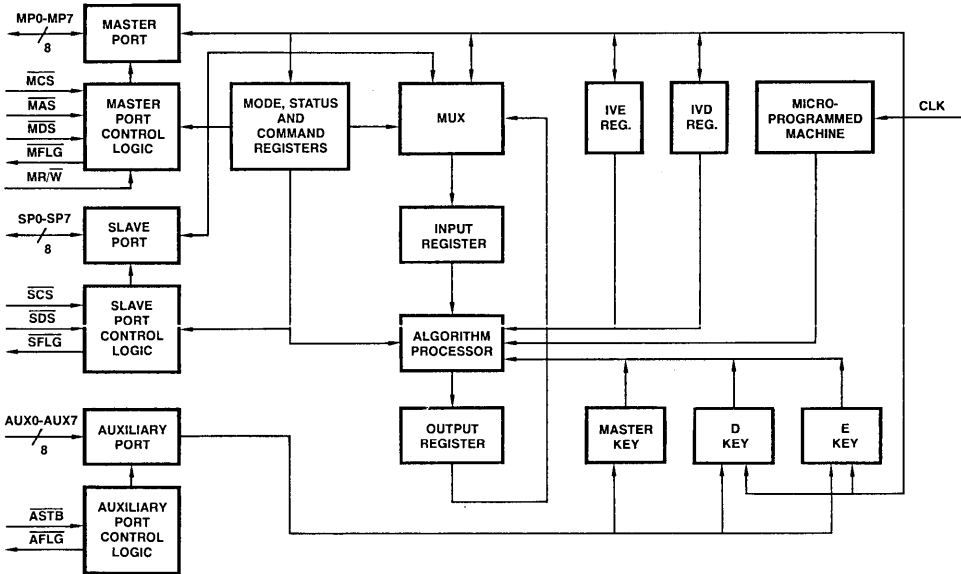 MP0-MP7
8
MASTER
PORT
MCS
MAS
MDS
MFLG
MR/W
MASTER
PORT
CONTROL
LOGIC
MODE, STATUS
AND
COMMAND
REGISTERS
MUX
IVE
REG.
IVD
REG.
MICRO-
PROGRAMMED
MACHINE
CLK
SP0-SP7
8
SLAVE
PORT
INPUT
REGISTER
SCS
SDS
SFLG
SLAVE
PORT
CONTROL
LOGIC
ALGORITHM
PROCESSOR
AUX0-AUX7
8
AUXILIARY
PORT
OUTPUT
REGISTER
MASTER
KEY
D
KEY
E
KEY
ASTB
AFLG
AUXILIARY
PORT
CONTROL
LOGIC